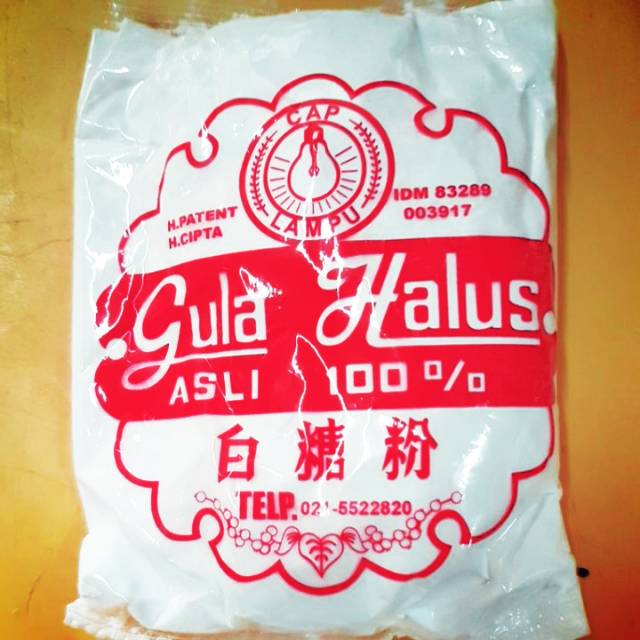 CAP
LAMPU
H.PATENT
H.CIPTA
IDM 83289
003917
Gula Halus
ASLI 100%
白糖粉
TELP. 021-5522820